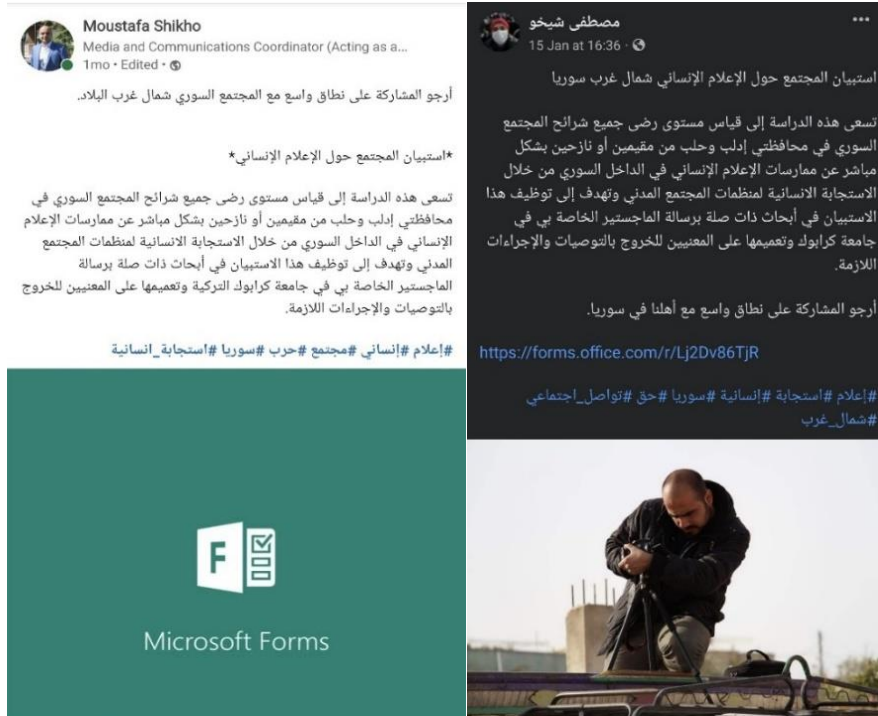 Moustafa Shikho
Media and Communications Coordinator (Acting as a...
1mo • Edited •
أرجو المشاركة على نطاق واسع مع المجتمع السوري شمال غرب البلاد.
*استبيان المجتمع حول الإعلام الإنساني*
تسعى هذه الدراسة إلى قياس مستوى رضى جميع شرائح المجتمع السوري في
محافظتي إدلب وحلب من مقيمين أو نازحين بشكل مباشر عن ممارسات الإعلام
الإنساني في الداخل السوري من خلال الاستجابة الانسانية لمنظمات المجتمع
المدني وتهدف إلى توظيف هذا الاستبيان في أبحاث ذات صلة برسالة
الماجستير الخاصة بي في جامعة كرابوك التركية وتعميمها على المعنيين للخروج
بالتوصيات والإجراءات اللازمة.
#إعلام #إنساني #مجتمع #حرب #سوريا #استجابة_انسانية
F
Microsoft Forms
مصطفى شيخو
15 Jan at 16:36 ·
استبيان المجتمع حول الإعلام الإنساني شمال غرب سوريا
تسعى هذه الدراسة إلى قياس مستوى رضى جميع شرائح المجتمع
السوري في محافظتي إدلب وحلب من مقيمين أو نازحين بشكل
مباشر عن ممارسات الإعلام الإنساني في الداخل السوري من خلال
الاستجابة الانسانية لمنظمات المجتمع المدني وتهدف إلى توظيف هذا
الاستبيان في أبحاث ذات صلة برسالة الماجستير الخاصة بي في
جامعة كرابوك وتعميمها على المعنيين للخروج بالتوصيات والإجراءات
اللازمة.
أرجو المشاركة على نطاق واسع مع أهلنا في سوريا.
https://forms.office.com/r/Lj2Dv86TjR
#إعلام #استجابة #إنسانية #سوريا #حق #تواصل_اجتماعي
#شمال_غرب